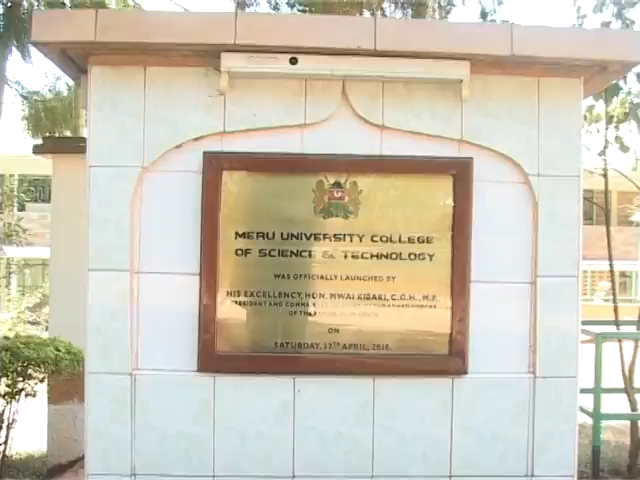 MERU UNIVERSITY COLLEGE
OF SCIENCE & TECHNOLOGY
WAS OFFICIALLY LAUNCHED BY
HIS EXCELLENCY, HON. MWAI KIBAKI, C.G.H., M.P.
PRESIDENT AND COMMANDER
OF THE REPUBLIC OF KENYA
ON
SATURDAY, 17TH APRIL, 2010.